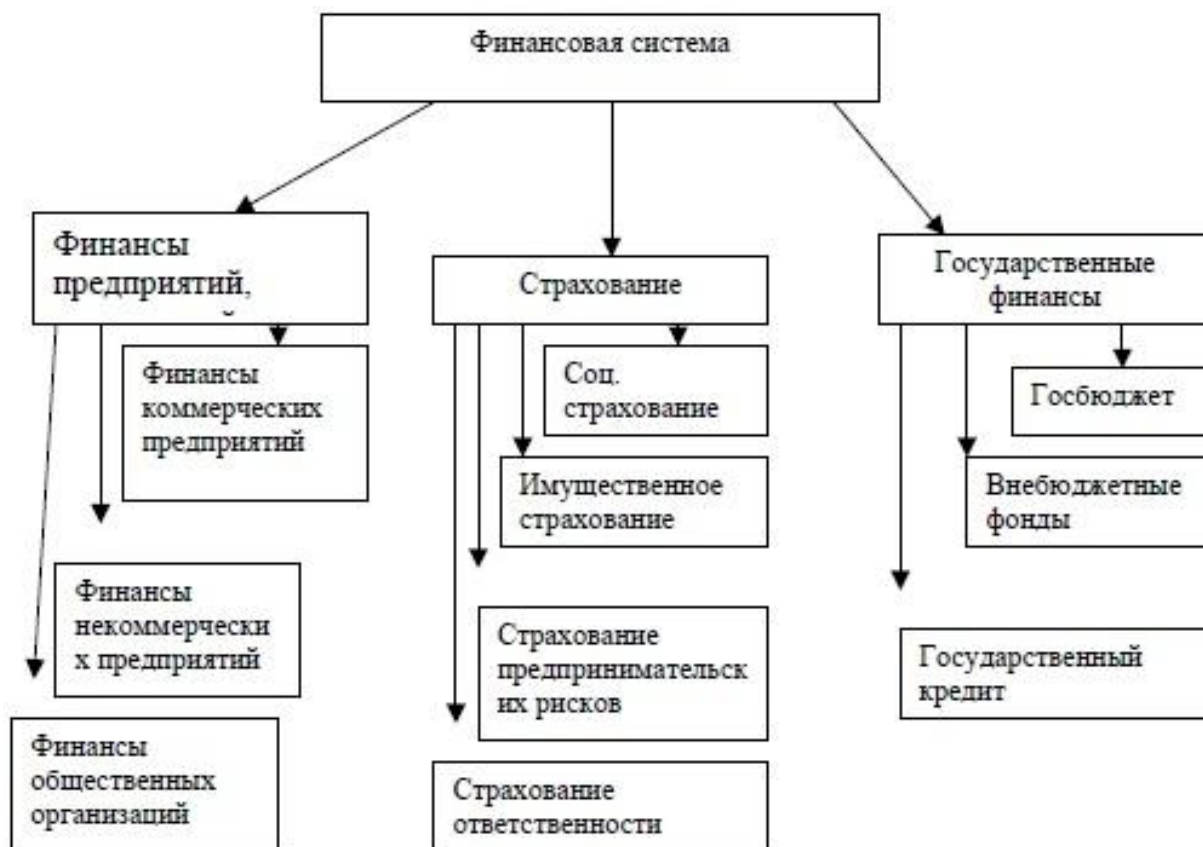 Финансовая система
Финансы
предприятий,
Финансы
коммерческих
предприятий
Финансы
некоммерчески
х предприятий
Финансы
общественных
организаций
Страхование
Соц.
страхование
Имущественное
страхование
Страхование
предпринимательск
их рисков
Страхование
ответственности
Государственные
финансы
Госбюджет
Внебюджетные
фонды
Государственный
кредит